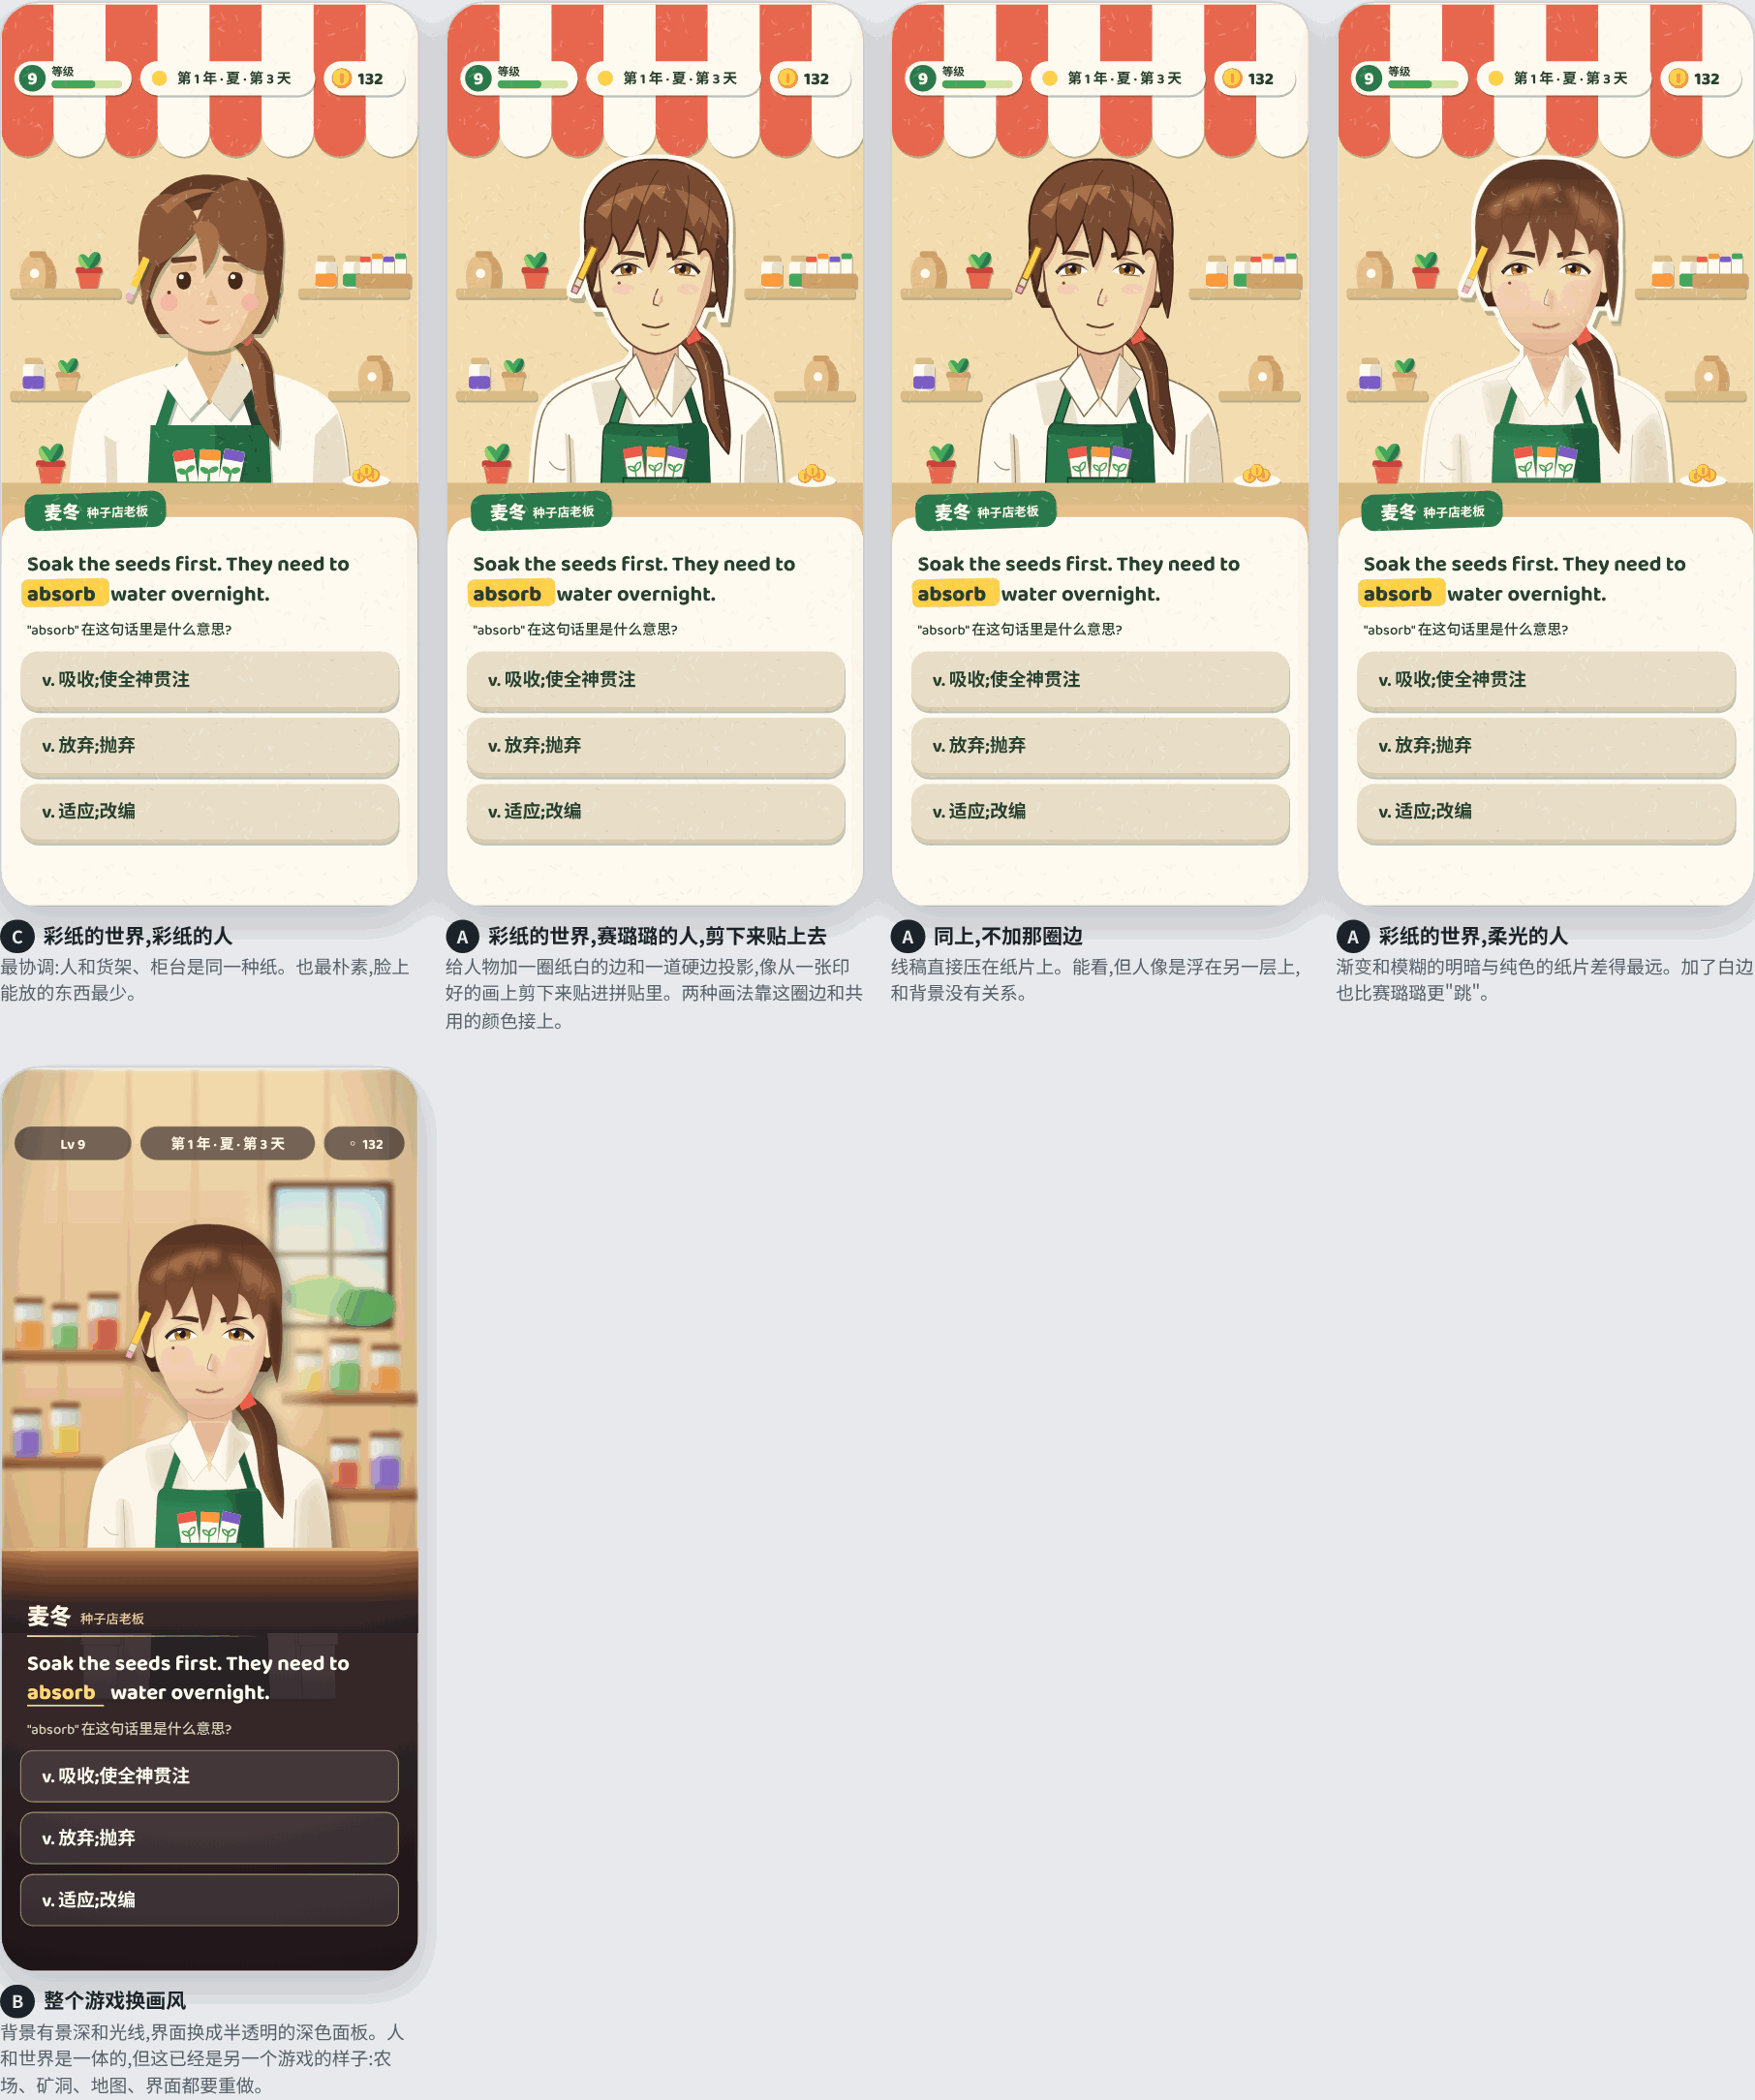 9 等级 第1年·夏·第3天 132
麦冬 种子店老板
Soak the seeds first. They need to
absorb water overnight.
"absorb"在这句话里是什么意思?
v. 吸收;使全神贯注
v. 放弃;抛弃
v. 适应;改编
C 彩纸的世界,彩纸的人
最协调:人和货架、柜台是同一种纸。也最朴素,脸上
能放的东西最少。
9 等级 第1年·夏·第3天 132
麦冬 种子店老板
Soak the seeds first. They need to
absorb water overnight.
"absorb"在这句话里是什么意思?
v. 吸收;使全神贯注
v. 放弃;抛弃
v. 适应;改编
A 彩纸的世界,赛璐璐的人,剪下来贴上去
给人物加一圈纸白的边和一道硬边投影,像从一张印
好的画上剪下来贴进拼贴里。两种画法靠这圈边和共
用的颜色接上。
9 等级 第1年·夏·第3天 132
麦冬 种子店老板
Soak the seeds first. They need to
absorb water overnight.
"absorb"在这句话里是什么意思?
v. 吸收;使全神贯注
v. 放弃;抛弃
v. 适应;改编
A 同上,不加那圈边
线稿直接压在纸片上。能看,但人像是浮在另一层上,
和背景没有关系。
9 等级 第1年·夏·第3天 132
麦冬 种子店老板
Soak the seeds first. They need to
absorb water overnight.
"absorb"在这句话里是什么意思?
v. 吸收;使全神贯注
v. 放弃;抛弃
v. 适应;改编
A 彩纸的世界,柔光的人
渐变和模糊的明暗与纯色的纸片差得最远。加了白边
也比赛璐璐更"跳"。
Lv 9 第1年·夏·第3天 132
麦冬 种子店老板
Soak the seeds first. They need to
absorb water overnight.
"absorb"在这句话里是什么意思?
v. 吸收;使全神贯注
v. 放弃;抛弃
v. 适应;改编
B 整个游戏换画风
背景有景深和光线,界面换成半透明的深色面板。人
和世界是一体的,但这已经是另一个游戏的样子:农
场、矿洞、地图、界面都要重做。